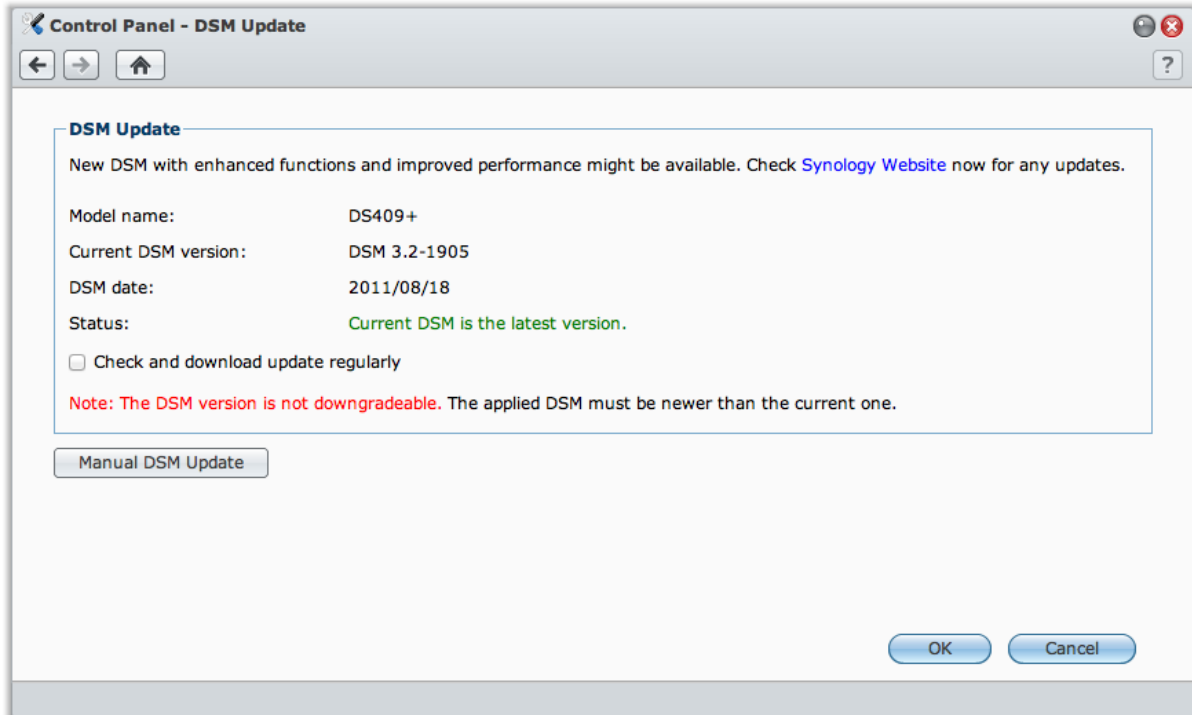 Control Panel - DSM Update
?
DSM Update
New DSM with enhanced functions and improved performance might be available. Check Synology Website now for any updates.
Model name: DS409+
Current DSM version: DSM 3.2-1905
DSM date: 2011/08/18
Status: Current DSM is the latest version.
Check and download update regularly
Note: The DSM version is not downgradeable. The applied DSM must be newer than the current one.
Manual DSM Update
OK Cancel